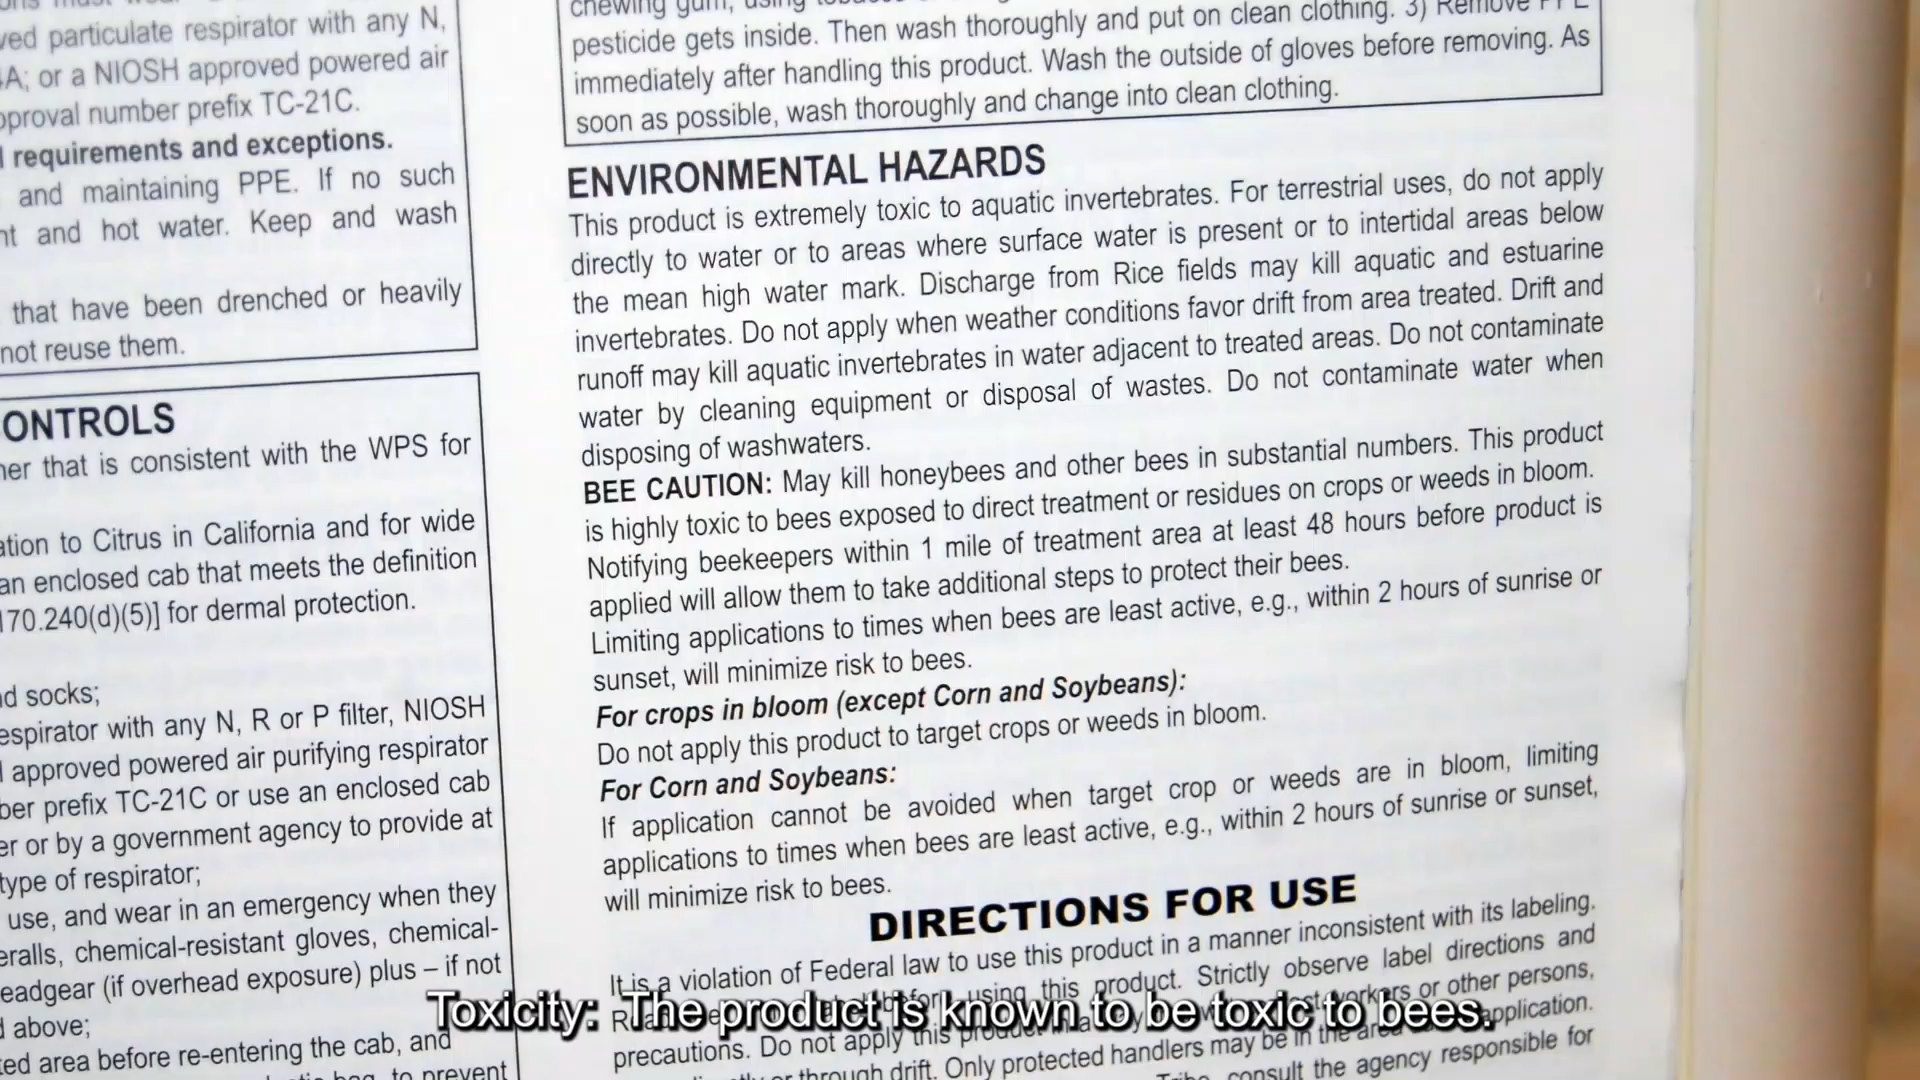 ved particulate respirator with any N,
4A; or a NIOSH approved powered air
pproval number prefix TC-21C.
requirements and exceptions.
and maintaining PPE. If no such
nt and hot water. Keep and wash
that have been drenched or heavily
not reuse them.
ONTROLS
ner that is consistent with the WPS for
ation to Citrus in California and for wide
an enclosed cab that meets the definition
170.240(d)(5)] for dermal protection.
nd socks;
espirator with any N, R or P filter, NIOSH
approved powered air purifying respirator
ber prefix TC-21C or use an enclosed cab
er or by a government agency to provide at
type of respirator;
use, and wear in an emergency when they
eralls, chemical-resistant gloves, chemical-
eadgear (if overhead exposure) plus – if not
above;
ted area before re-entering the cab, and
to prevent
chewing gum, using
pesticide gets inside. Then wash thoroughly and put on clean clothing. 3) Remove PPE
immediately after handling this product. Wash the outside of gloves before removing. As
soon as possible, wash thoroughly and change into clean clothing.
ENVIRONMENTAL HAZARDS
This product is extremely toxic to aquatic invertebrates. For terrestrial uses, do not apply
directly to water or to areas where surface water is present or to intertidal areas below
the mean high water mark. Discharge from Rice fields may kill aquatic and estuarine
invertebrates. Do not apply when weather conditions favor drift from area treated. Drift and
runoff may kill aquatic invertebrates in water adjacent to treated areas. Do not contaminate
water by cleaning equipment or disposal of wastes. Do not contaminate water when
disposing of washwaters.
BEE CAUTION: May kill honeybees and other bees in substantial numbers. This product
is highly toxic to bees exposed to direct treatment or residues on crops or weeds in bloom.
Notifying beekeepers within 1 mile of treatment area at least 48 hours before product is
applied will allow them to take additional steps to protect their bees.
Limiting applications to times when bees are least active, e.g., within 2 hours of sunrise or
sunset, will minimize risk to bees.
For crops in bloom (except Corn and Soybeans):
Do not apply this product to target crops or weeds in bloom.
For Corn and Soybeans:
If application cannot be avoided when target crop or weeds are in bloom, limiting
applications to times when bees are least active, e.g., within 2 hours of sunrise or sunset,
will minimize risk to bees.
DIRECTIONS FOR USE
It is a violation of Federal law to use this product in a manner inconsistent with its labeling.
using this product. Strictly observe label directions and
precautions. Do not apply this product workers or other persons,
through drift. Only protected handlers may be in the area application.
consult the agency responsible for
Toxicity: The product is known to be toxic to bees.